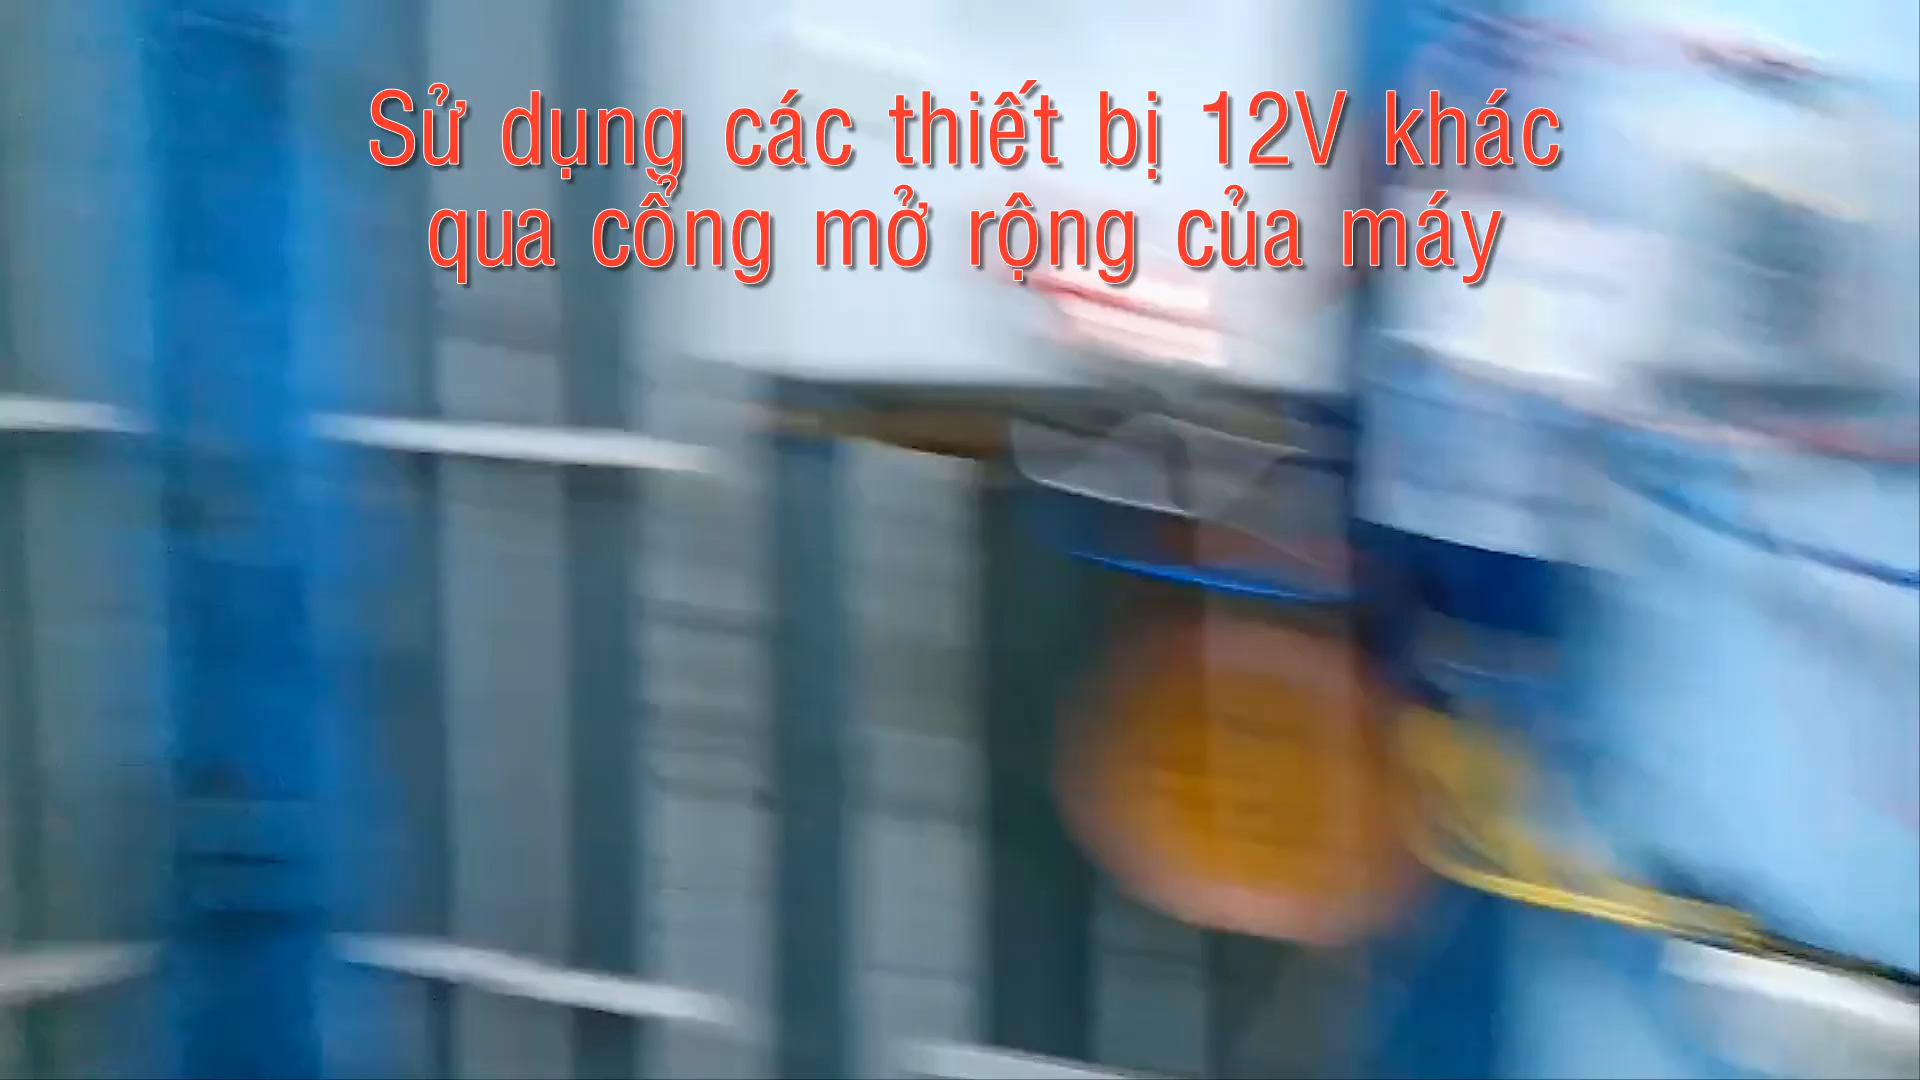 Sử dụng các thiết bị 12V khác
qua cổng mở rộng của máy